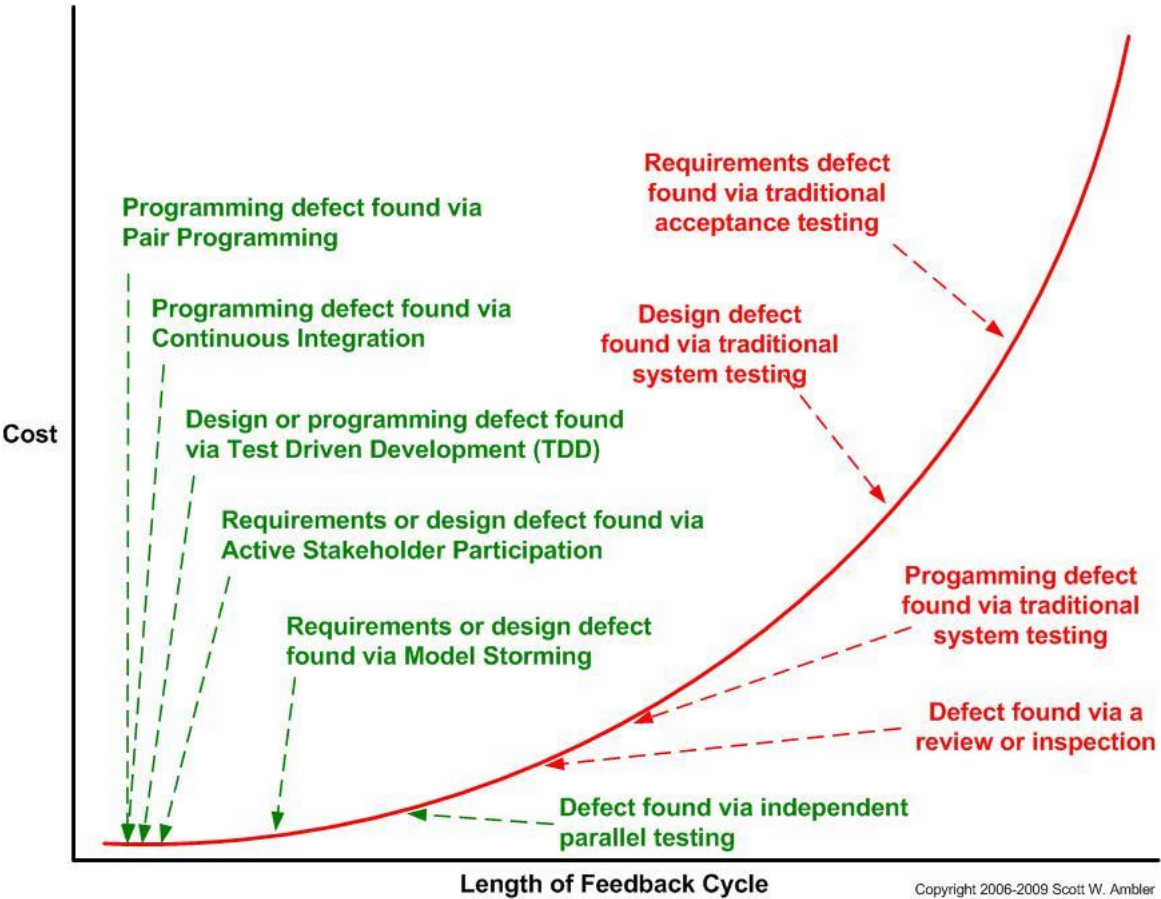 Requirements defect
found via traditional
acceptance testing
Programming defect found via
Pair Programming
Programming defect found via
Continuous Integration
Design defect
found via traditional
system testing
Cost
Design or programming defect found
via Test Driven Development (TDD)
Requirements or design defect found via
Active Stakeholder Participation
Progamming defect
found via traditional
system testing
Requirements or design defect
found via Model Storming
Defect found via a
review or inspection
Defect found via independent
parallel testing
Length of Feedback Cycle
Copyright 2006-2009 Scott W. Ambler